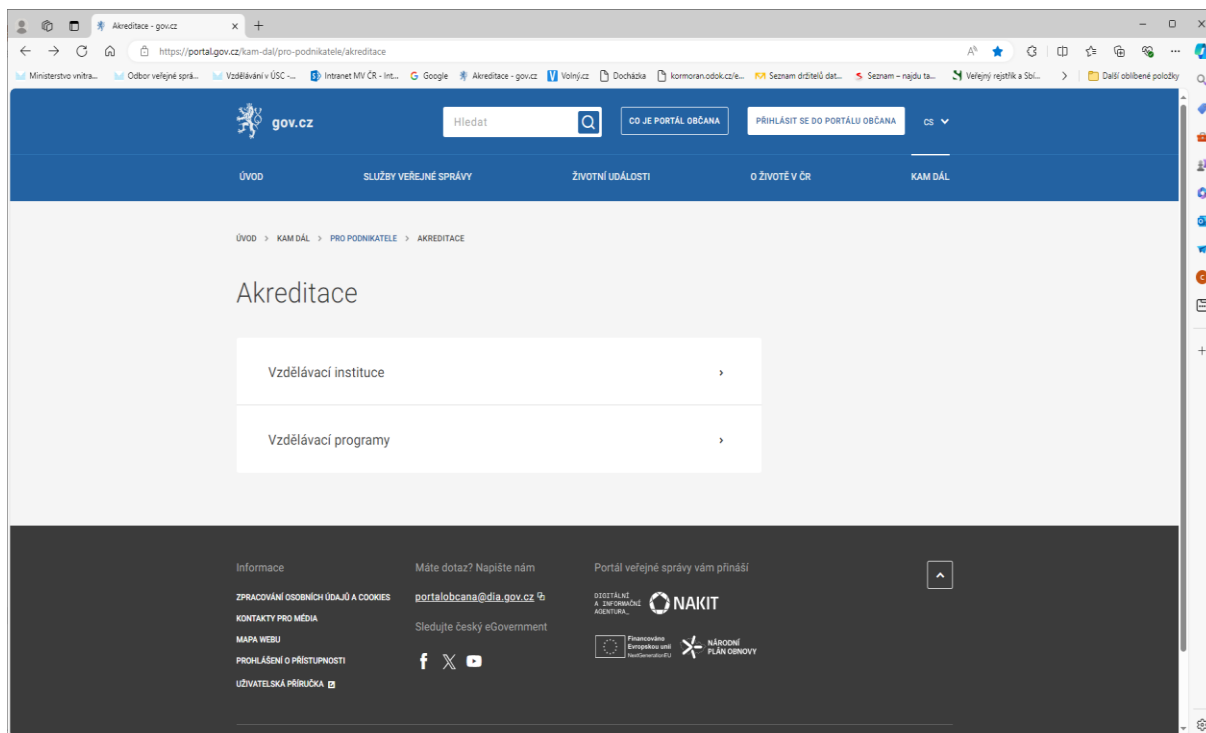 Akreditace - gov.cz
https://portal.gov.cz/kam-dal/pro-podnikatele/akreditace
Ministerstvo vnitra... Odbor veřejné sprá... Vzdělávání v ÚSC -... Intranet MV ČR - Int... Google Akreditace - gov.cz Volný.cz Docházka kormoran.odok.cz/e... Seznam držitelů dat... Seznam – najdu ta... Veřejný rejstřík a Sbí... Další oblíbené položky
gov.cz Hledat CO JE PORTÁL OBČANA PŘIHLÁSIT SE DO PORTÁLU OBČANA CS
ÚVOD SLUŽBY VEŘEJNÉ SPRÁVY ŽIVOTNÍ UDÁLOSTI O ŽIVOTĚ V ČR KAM DÁL
ÚVOD > KAM DÁL > PRO PODNIKATELE > AKREDITACE
Akreditace
Vzdělávací instituce
Vzdělávací programy
Informace
ZPRACOVÁNÍ OSOBNÍCH ÚDAJŮ A COOKIES
KONTAKTY PRO MÉDIA
MAPA WEBU
PROHLÁŠENÍ O PŘÍSTUPNOSTI
UŽIVATELSKÁ PŘÍRUČKA
Máte dotaz? Napište nám
portalobcana@dia.gov.cz
Sledujte český eGovernment
Portál veřejné správy vám přináší
DIGITÁLNÍ
A INFORMAČNÍ
AGENTURA_
NAKIT
Financováno
Evropskou unií
NextGenerationEU
NÁRODNÍ
PLÁN OBNOVY